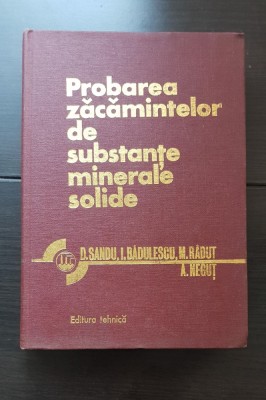 Probarea
zăcămintelor
de
substanțe
minerale
solide
D. SANDU, I. BĂDULESCU, M. RĂDUȚ
A. NEGUȚ
Editura tehnică